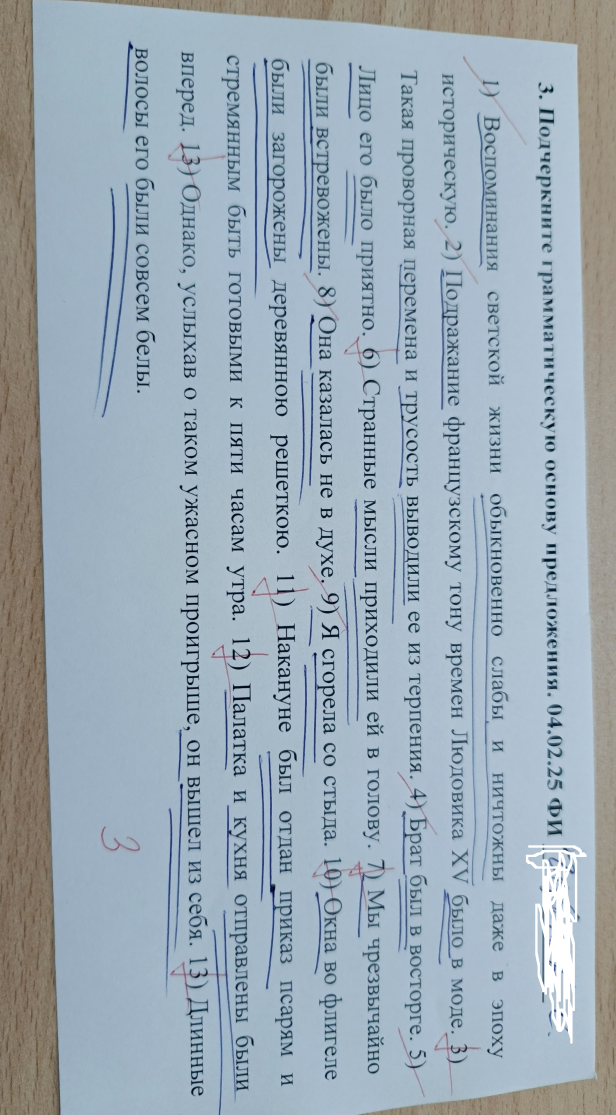 3. Подчеркните грамматическую основу предложения. 04.02.25 ФИ
1) Воспоминания светской жизни обыкновенно слабы и ничтожны даже в эпоху
историческую. 2) Подражание французскому тону времен Людовика XV было в моде. 3)
Такая проворная перемена и трусость выводили ее из терпения. 4) Брат был в восторге. 5)
Лицо его было приятно. 6) Странные мысли приходили ей в голову. 7) Мы чрезвычайно
были встревожены. 8) Она казалась не в духе. 9) Я сгорела со стыда. 10) Окна во флигеле
были загорожены деревянною решеткою. 11) Накануне был отдан приказ псарям и
стремянным быть готовыми к пяти часам утра. 12) Палатка и кухня отправлены были
вперед. 13) Однако, услыхав о таком ужасном проигрыше, он вышел из себя. 13) Длинные
волосы его были совсем белы.
3